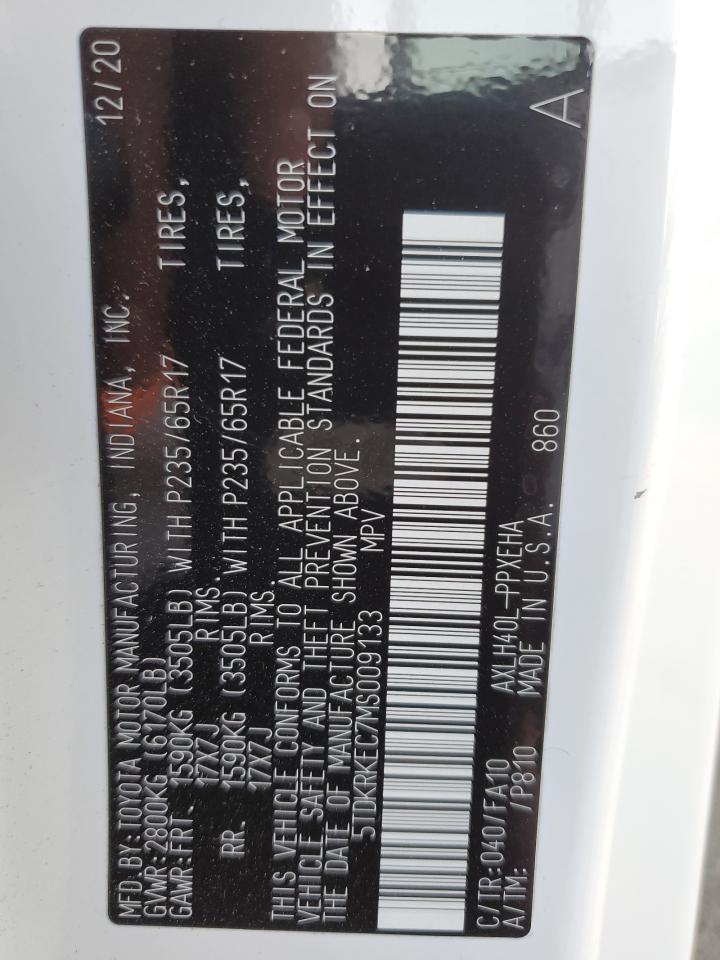 MFD.BY:TOYOTA MOTOR MANUFACTURING, INDIANA, INC. 12/20
GVWR:2800KG (6170LB)
GAWR:FRT. 1590KG (3505LB) WITH P235/65R17 TIRES,
17X7J RIMS.
RR. 1590KG (3505LB) WITH P235/65R17 TIRES,
17X7J RIMS.
THIS VEHICLE CONFORMS TO ALL APPLICABLE FEDERAL MOTOR
VEHICLE SAFETY AND THEFT PREVENTION STANDARDS IN EFFECT ON
THE DATE OF MANUFACTURE SHOWN ABOVE.
5TDKRKEC7MS009133 MPV
C/TR:040/FA10 AXLH40L-PPXEHA 860
A/TM: /P810 MADE IN U.S.A. A